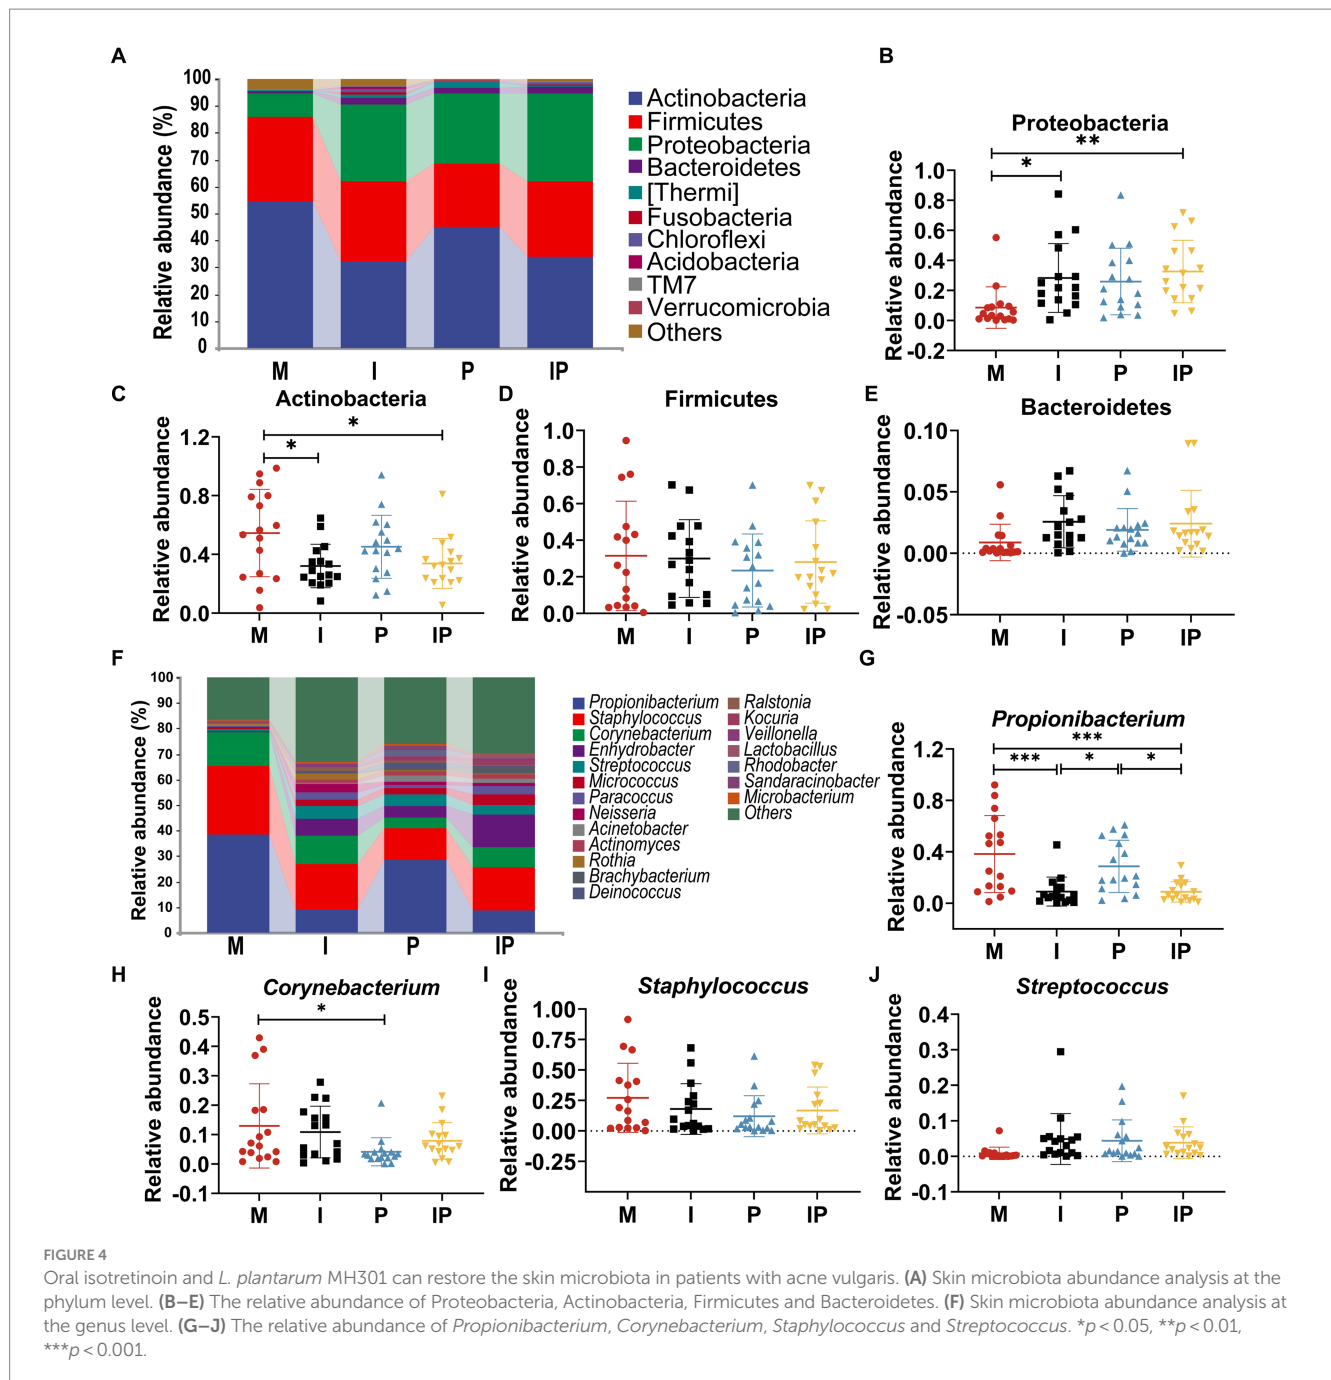 A
Relative abundance (%)
100
90
80
70
60
50
40
30
20
10
0
M I P IP
Actinobacteria
Firmicutes
Proteobacteria
Bacteroidetes
[Thermi]
Fusobacteria
Chloroflexi
Acidobacteria
TM7
Verrucomicrobia
Others
B
Proteobacteria
**
*
Relative abundance
1.0
0.8
0.6
0.4
0.2
0.0
-0.2
M I P IP
C
Actinobacteria
*
*
Relative abundance
1.2
0.8
0.4
0.0
M I P IP
D
Firmicutes
Relative abundance
1.0
0.8
0.6
0.4
0.2
0.0
M I P IP
E
Bacteroidetes
Relative abundance
0.10
0.05
0.00
-0.05
M I P IP
F
Relative abundance (%)
100
90
80
70
60
50
40
30
20
10
0
M I P IP
Propionibacterium
Staphylococcus
Corynebacterium
Enhydrobacter
Streptococcus
Micrococcus
Paracoccus
Neisseria
Acinetobacter
Actinomyces
Rothia
Brachybacterium
Deinococcus
Ralstonia
Kocuria
Veillonella
Lactobacillus
Rhodobacter
Sandaracinobacter
Microbacterium
Others
G
Propionibacterium
***
*** * *
Relative abundance
1.2
0.8
0.4
0.0
M I P IP
H
Corynebacterium
*
Relative abundance
0.5
0.4
0.3
0.2
0.1
0.0
-0.1
M I P IP
I
Staphylococcus
Relative abundance
1.00
0.75
0.50
0.25
0.00
-0.25
M I P IP
J
Streptococcus
Relative abundance
0.4
0.3
0.2
0.1
0.0
0.1
M I P IP
FIGURE 4
Oral isotretinoin and L. plantarum MH301 can restore the skin microbiota in patients with acne vulgaris. (A) Skin microbiota abundance analysis at the
phylum level. (B–E) The relative abundance of Proteobacteria, Actinobacteria, Firmicutes and Bacteroidetes. (F) Skin microbiota abundance analysis at
the genus level. (G–J) The relative abundance of Propionibacterium, Corynebacterium, Staphylococcus and Streptococcus. *p < 0.05, **p < 0.01,
***p < 0.001.